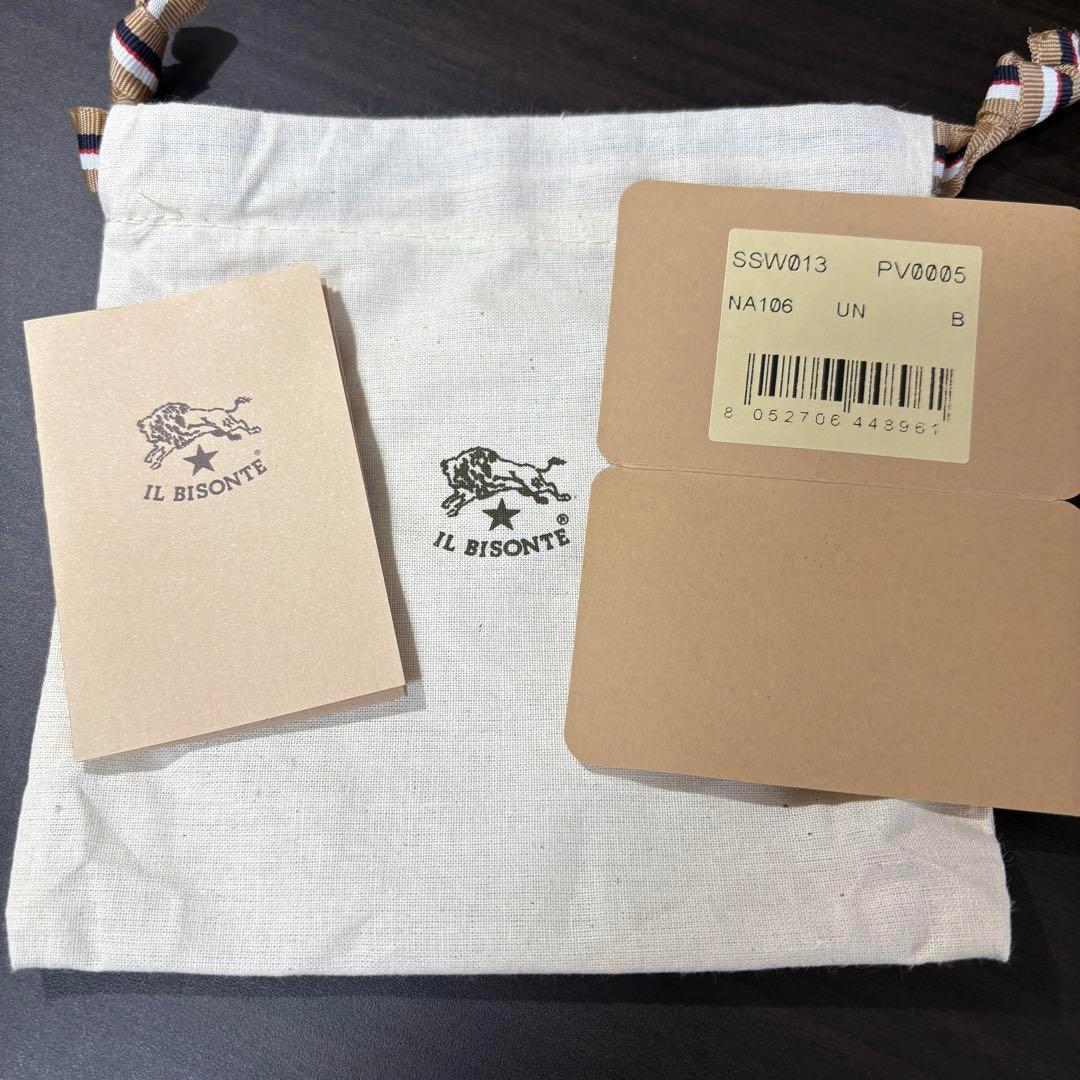 IL BISONTE ®
IL BISONTE ®
SSW013 PV0005
NA106 UN B
8 052706 448961